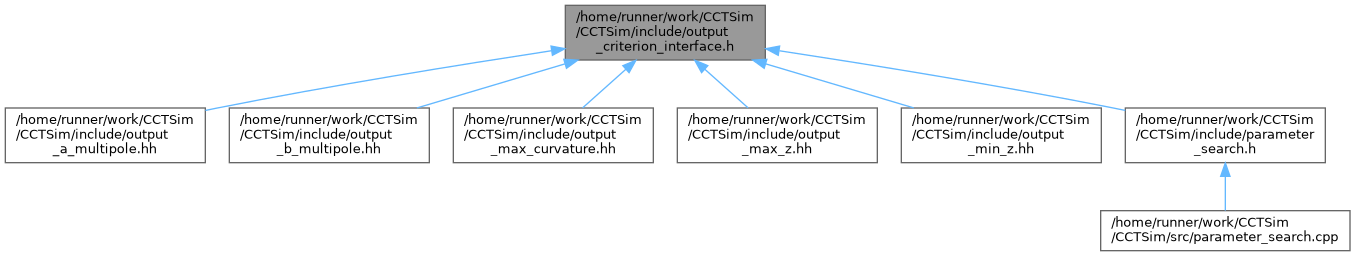 /home/runner/work/CCTSim
/CCTSim/include/output
_criterion_interface.h
/home/runner/work/CCTSim
/CCTSim/include/output
_a_multipole.hh
/home/runner/work/CCTSim
/CCTSim/include/output
_b_multipole.hh
/home/runner/work/CCTSim
/CCTSim/include/output
_max_curvature.hh
/home/runner/work/CCTSim
/CCTSim/include/output
_max_z.hh
/home/runner/work/CCTSim
/CCTSim/include/output
_min_z.hh
/home/runner/work/CCTSim
/CCTSim/include/parameter
_search.h
/home/runner/work/CCTSim
/CCTSim/src/parameter_search.cpp